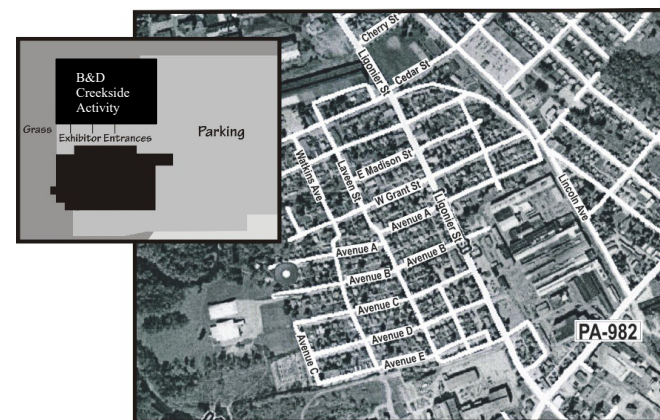 B&D
Creekside
Activity
Grass
Exhibitor Entrances
Parking
Cherry St
Ligonier St
Cedar St
Watkins Ave
Laveen St
E Madison St
W Grant St
Avenue A
Ligonier St
Lincoln Ave
Avenue A
Avenue B
Avenue B
Avenue C
Avenue D
Avenue C
Avenue E
PA-982